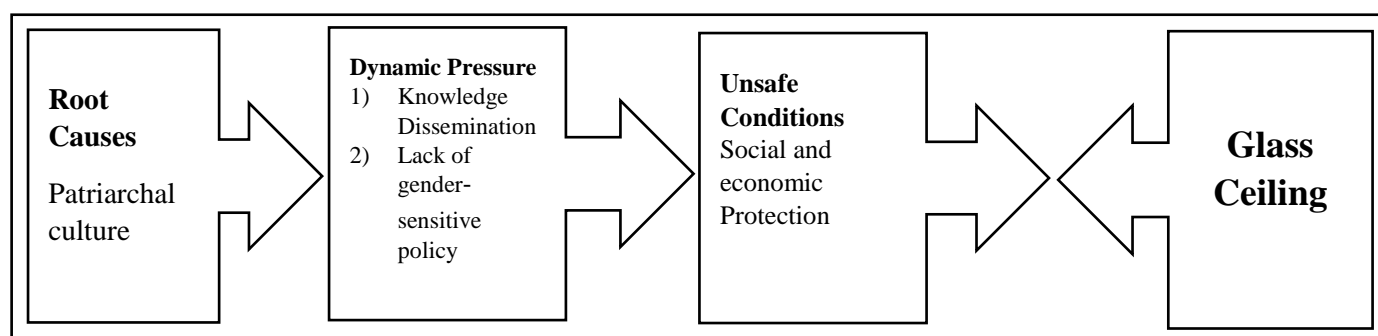 Root
Causes
Patriarchal
culture
Dynamic Pressure
1) Knowledge
Dissemination
2) Lack of
gender-
sensitive
policy
Unsafe
Conditions
Social and
economic
Protection
Glass
Ceiling